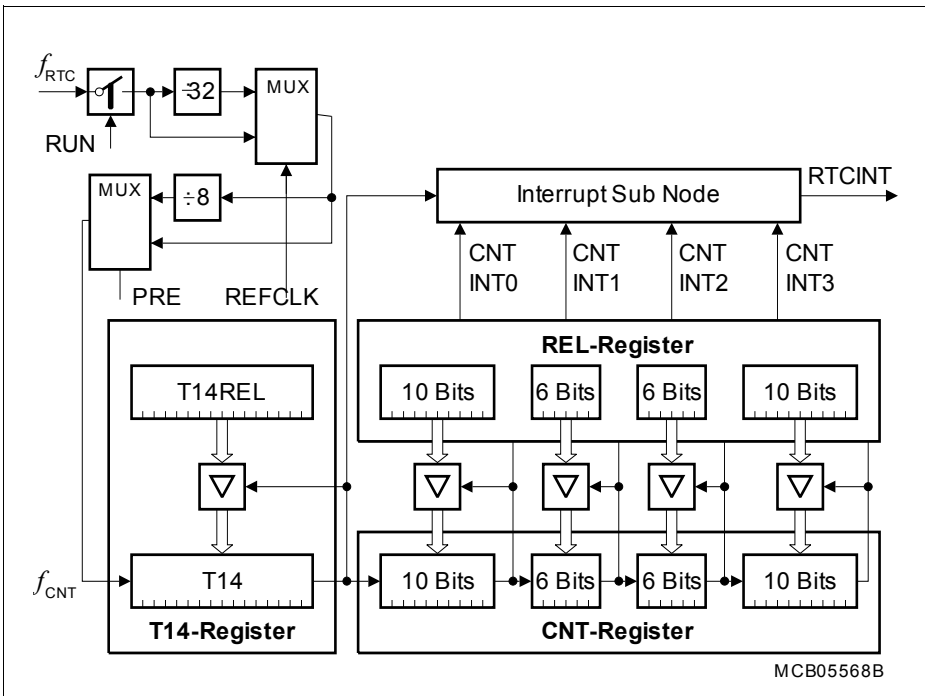 fRTC
÷32
MUX
RUN
MUX
÷8
PRE
REFCLK
Interrupt Sub Node
RTCINT
CNT INT0
CNT INT1
CNT INT2
CNT INT3
REL-Register
T14REL
10 Bits
6 Bits
6 Bits
10 Bits
fCNT
T14
10 Bits
6 Bits
6 Bits
10 Bits
T14-Register
CNT-Register
MCB05568B